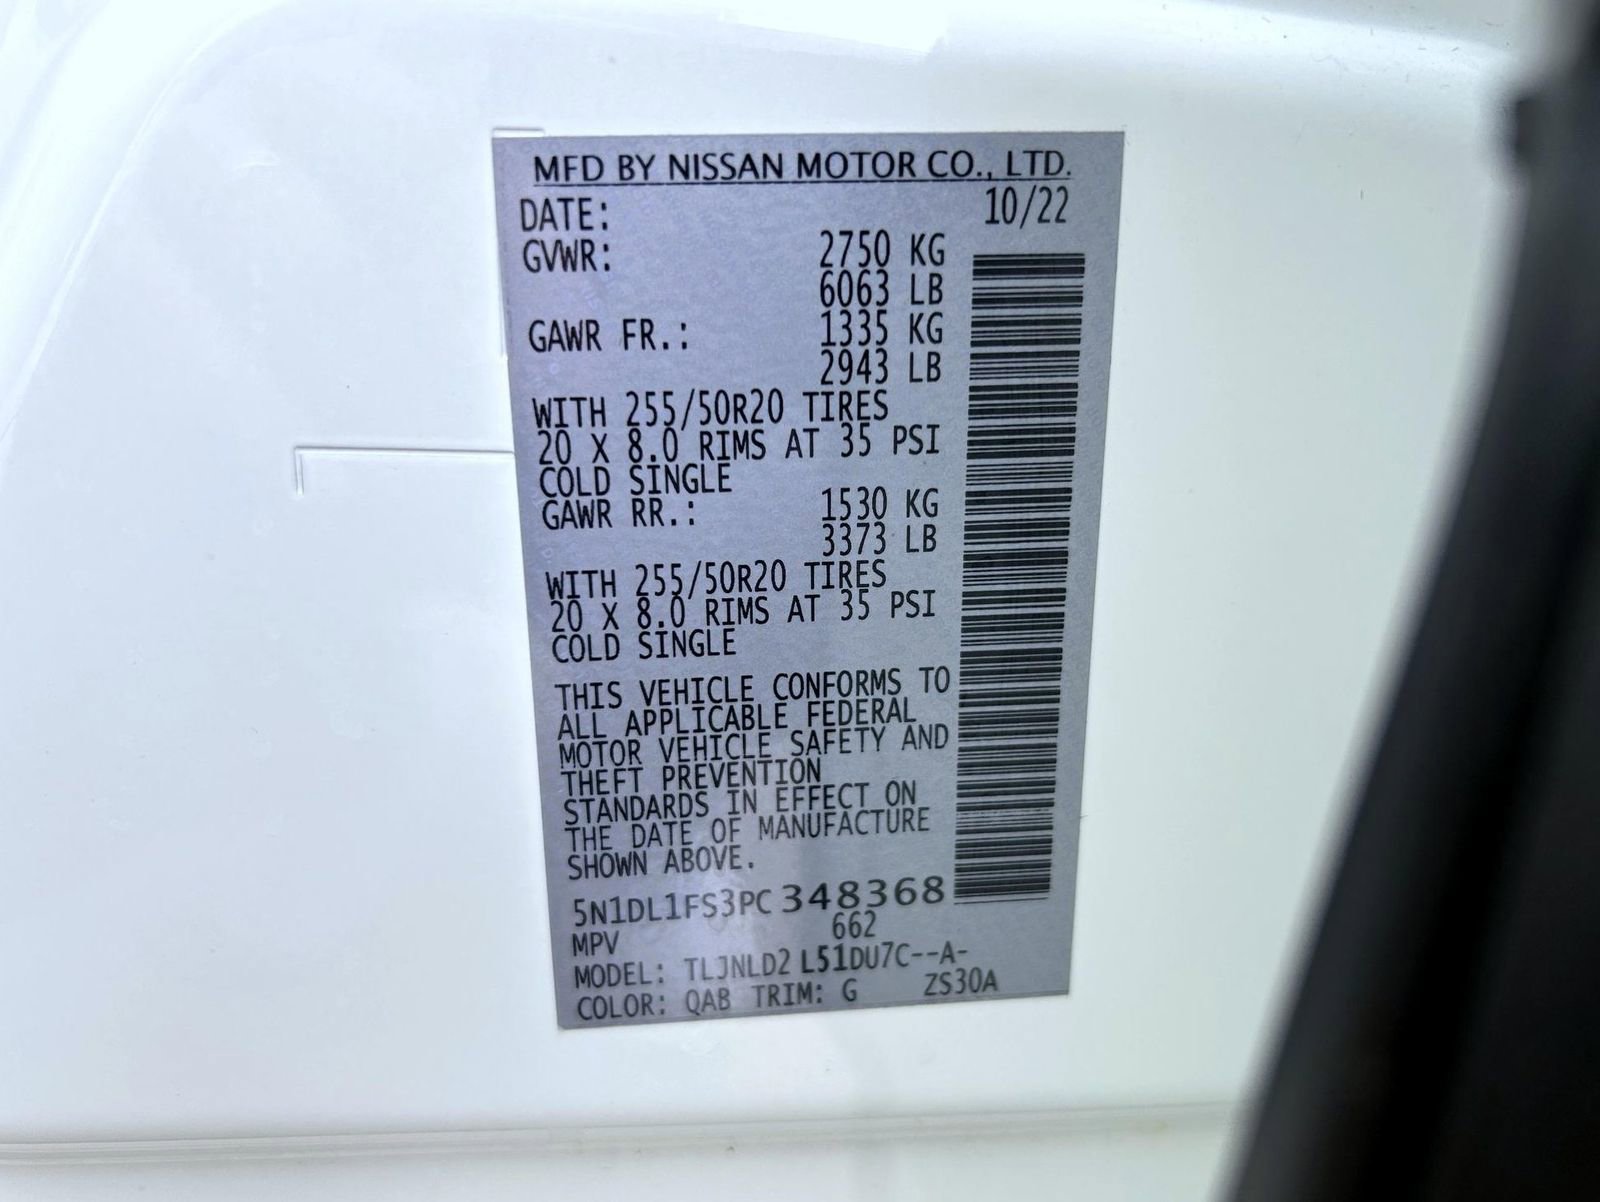 MFD BY NISSAN MOTOR CO., LTD.
DATE: 10/22
GVWR: 2750 KG
6063 LB
GAWR FR.: 1335 KG
2943 LB
WITH 255/50R20 TIRES
20 X 8.0 RIMS AT 35 PSI
COLD SINGLE
GAWR RR.: 1530 KG
3373 LB
WITH 255/50R20 TIRES
20 X 8.0 RIMS AT 35 PSI
COLD SINGLE
THIS VEHICLE CONFORMS TO
ALL APPLICABLE FEDERAL
MOTOR VEHICLE SAFETY AND
THEFT PREVENTION
STANDARDS IN EFFECT ON
THE DATE OF MANUFACTURE
SHOWN ABOVE.
5N1DL1FS3PC348368
MPV 662
MODEL: TLJNLD2 L51DU7C--A-
COLOR: QAB TRIM: G ZS30A